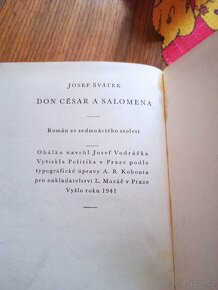 JOSEF SVÁTEK
DON CÉSAR A SALOMENA
Román ze sedmnáctého století
Obálku navrhl Josef Vodrážka
Vytiskla Politika v Praze podle
typografické úpravy A. B. Kohouta
pro nakladatelství L. Mazáč v Praze
Vyšlo roku 1941